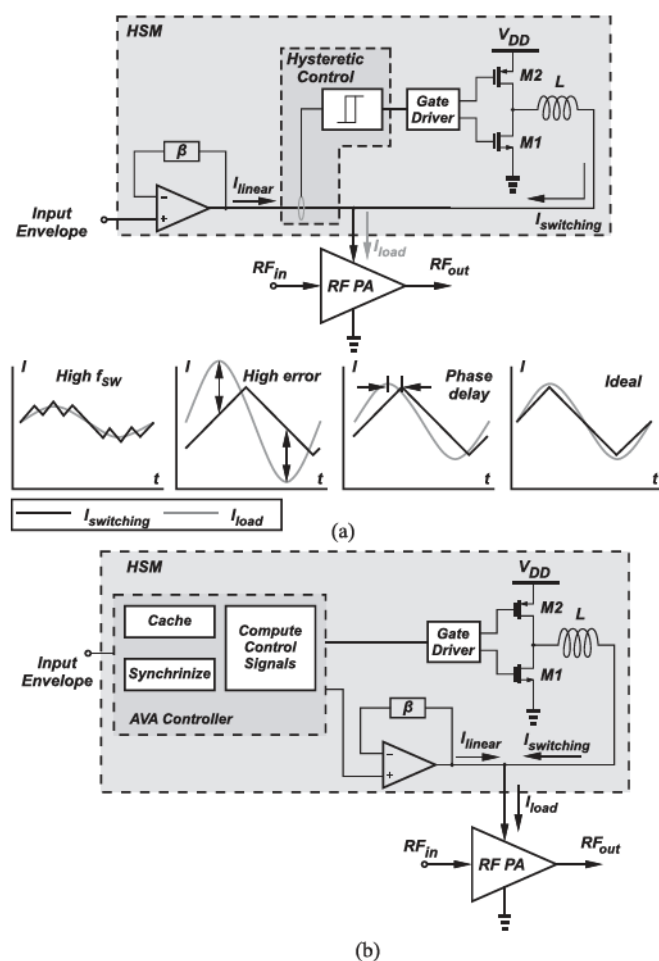 HSM
Hysteretic
Control
V_DD
M2
L
Gate
Driver
M1
β
I_linear
−
+
Input
Envelope
I_switching
I_load
RF_in
RF_out
RF PA
I
High f_SW
t
I
High error
t
I
Phase
delay
t
I
Ideal
t
I_switching
I_load
(a)
HSM
V_DD
Cache
Compute
Control
Signals
M2
L
Gate
Driver
Input
Envelope
Synchrinize
M1
β
AVA Controller
I_linear
I_switching
−
+
I_load
RF_in
RF_out
RF PA
(b)